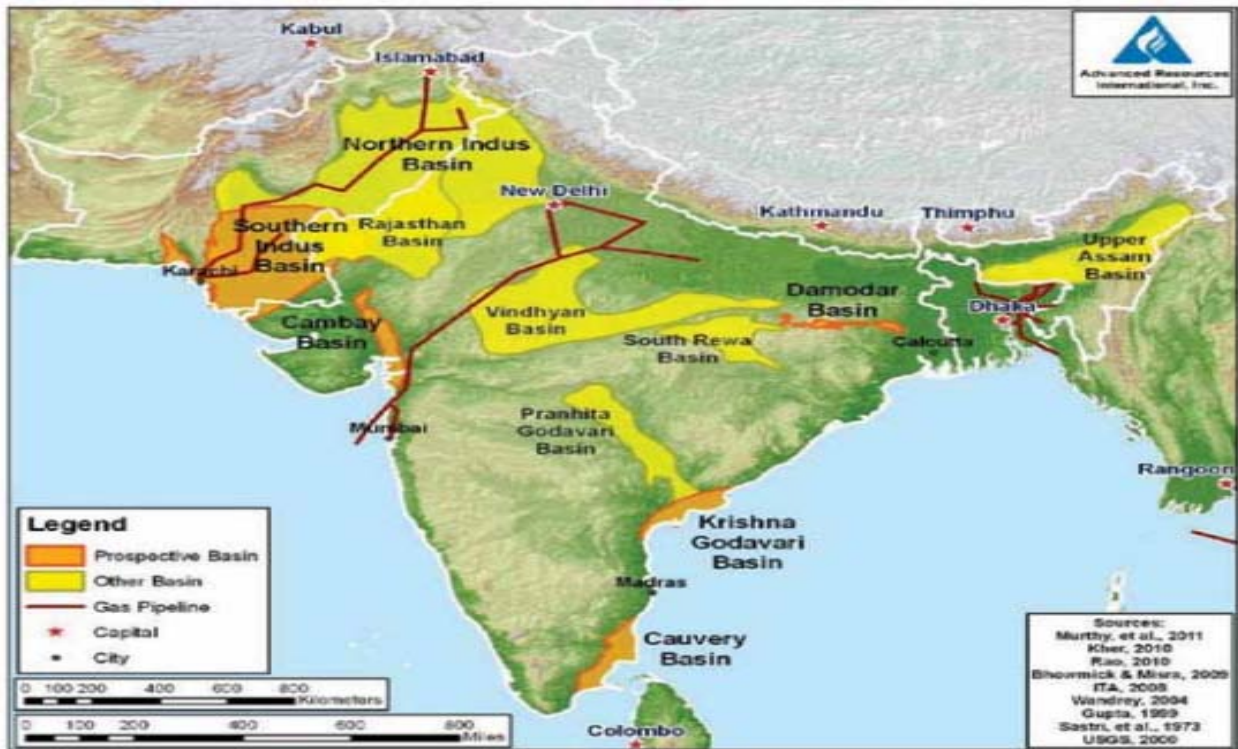 Kabul
Islamabad
Advanced Resources
International, Inc.
Northern Indus
Basin
New Delhi
Southern
Indus
Basin
Rajasthan
Basin
Kathmandu
Thimphu
Upper
Assam
Basin
Karachi
Cambay
Basin
Vindhyan
Basin
Damodar
Basin
Dhaka
South Rewa
Basin
Calcutta
Pranhita
Godavari
Basin
Mumbai
Rangoon
Krishna
Godavari
Basin
Madras
Cauvery
Basin
Colombo
Legend
Prospective Basin
Other Basin
Gas Pipeline
Capital
City
0 100 200 400 600 800
Kilometers
0 100 200 400 600 800
Miles
Sources:
Murthy, et al., 2011
Kher, 2010
Rao, 2010
Bhowmick & Misra, 2009
ITA, 2008
Wandrey, 2004
Gupta, 1999
Sastri, et al., 1973
USGS, 2000